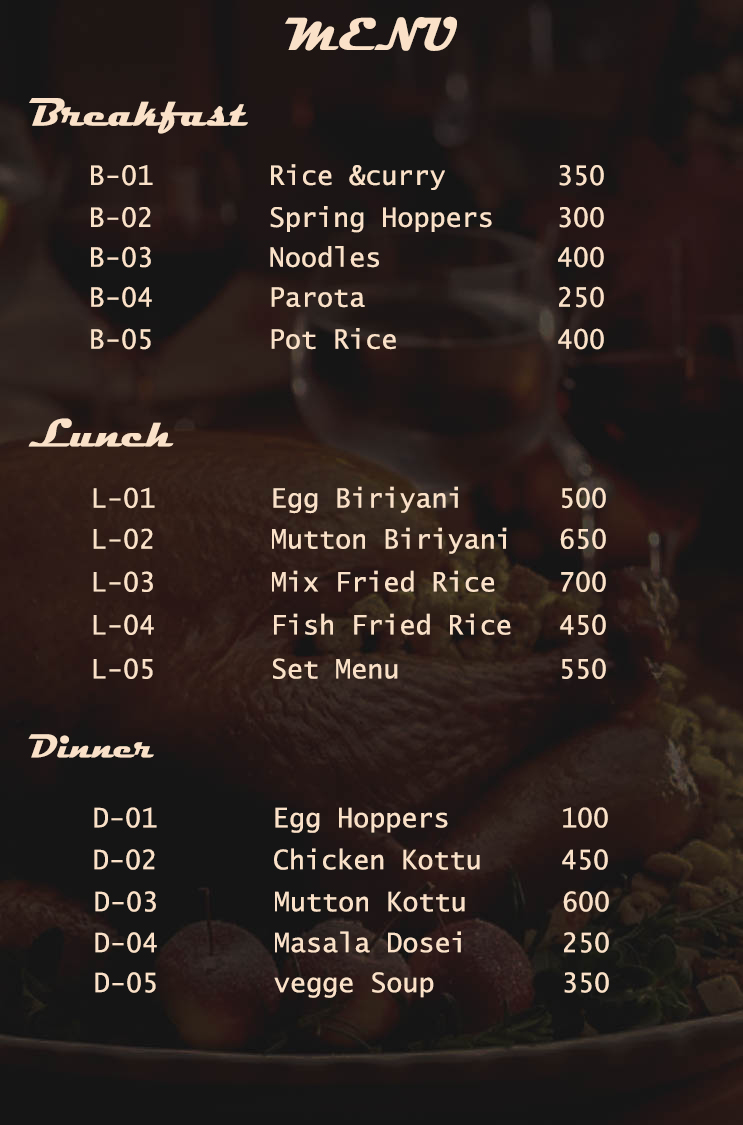 MENU
Breakfast
B-01 Rice &curry 350
B-02 Spring Hoppers 300
B-03 Noodles 400
B-04 Parota 250
B-05 Pot Rice 400
Lunch
L-01 Egg Biriyani 500
L-02 Mutton Biriyani 650
L-03 Mix Fried Rice 700
L-04 Fish Fried Rice 450
L-05 Set Menu 550
Dinner
D-01 Egg Hoppers 100
D-02 Chicken Kottu 450
D-03 Mutton Kottu 600
D-04 Masala Dosei 250
D-05 vegge Soup 350